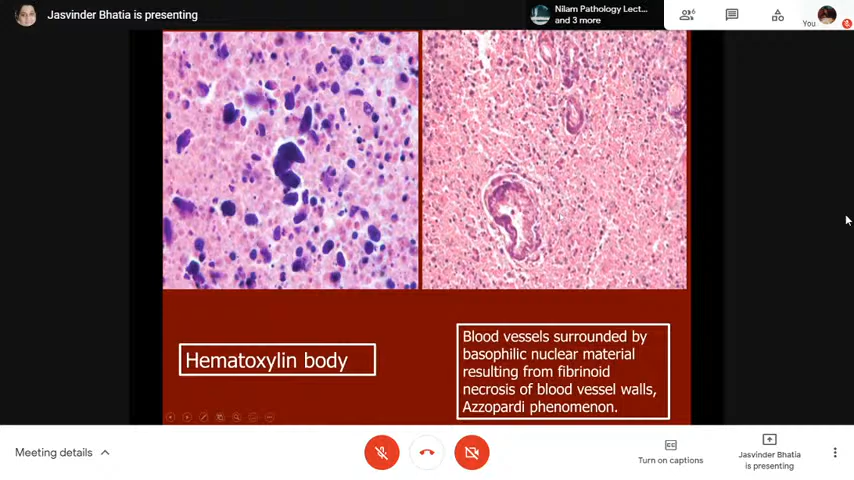 Jasvinder Bhatia is presenting
Nilam Pathology Lect...
and 3 more
6
You
Hematoxylin body
Blood vessels surrounded by
basophilic nuclear material
resulting from fibrinoid
necrosis of blood vessel walls,
Azzopardi phenomenon.
Meeting details
CC
Turn on captions
Jasvinder Bhatia
is presenting